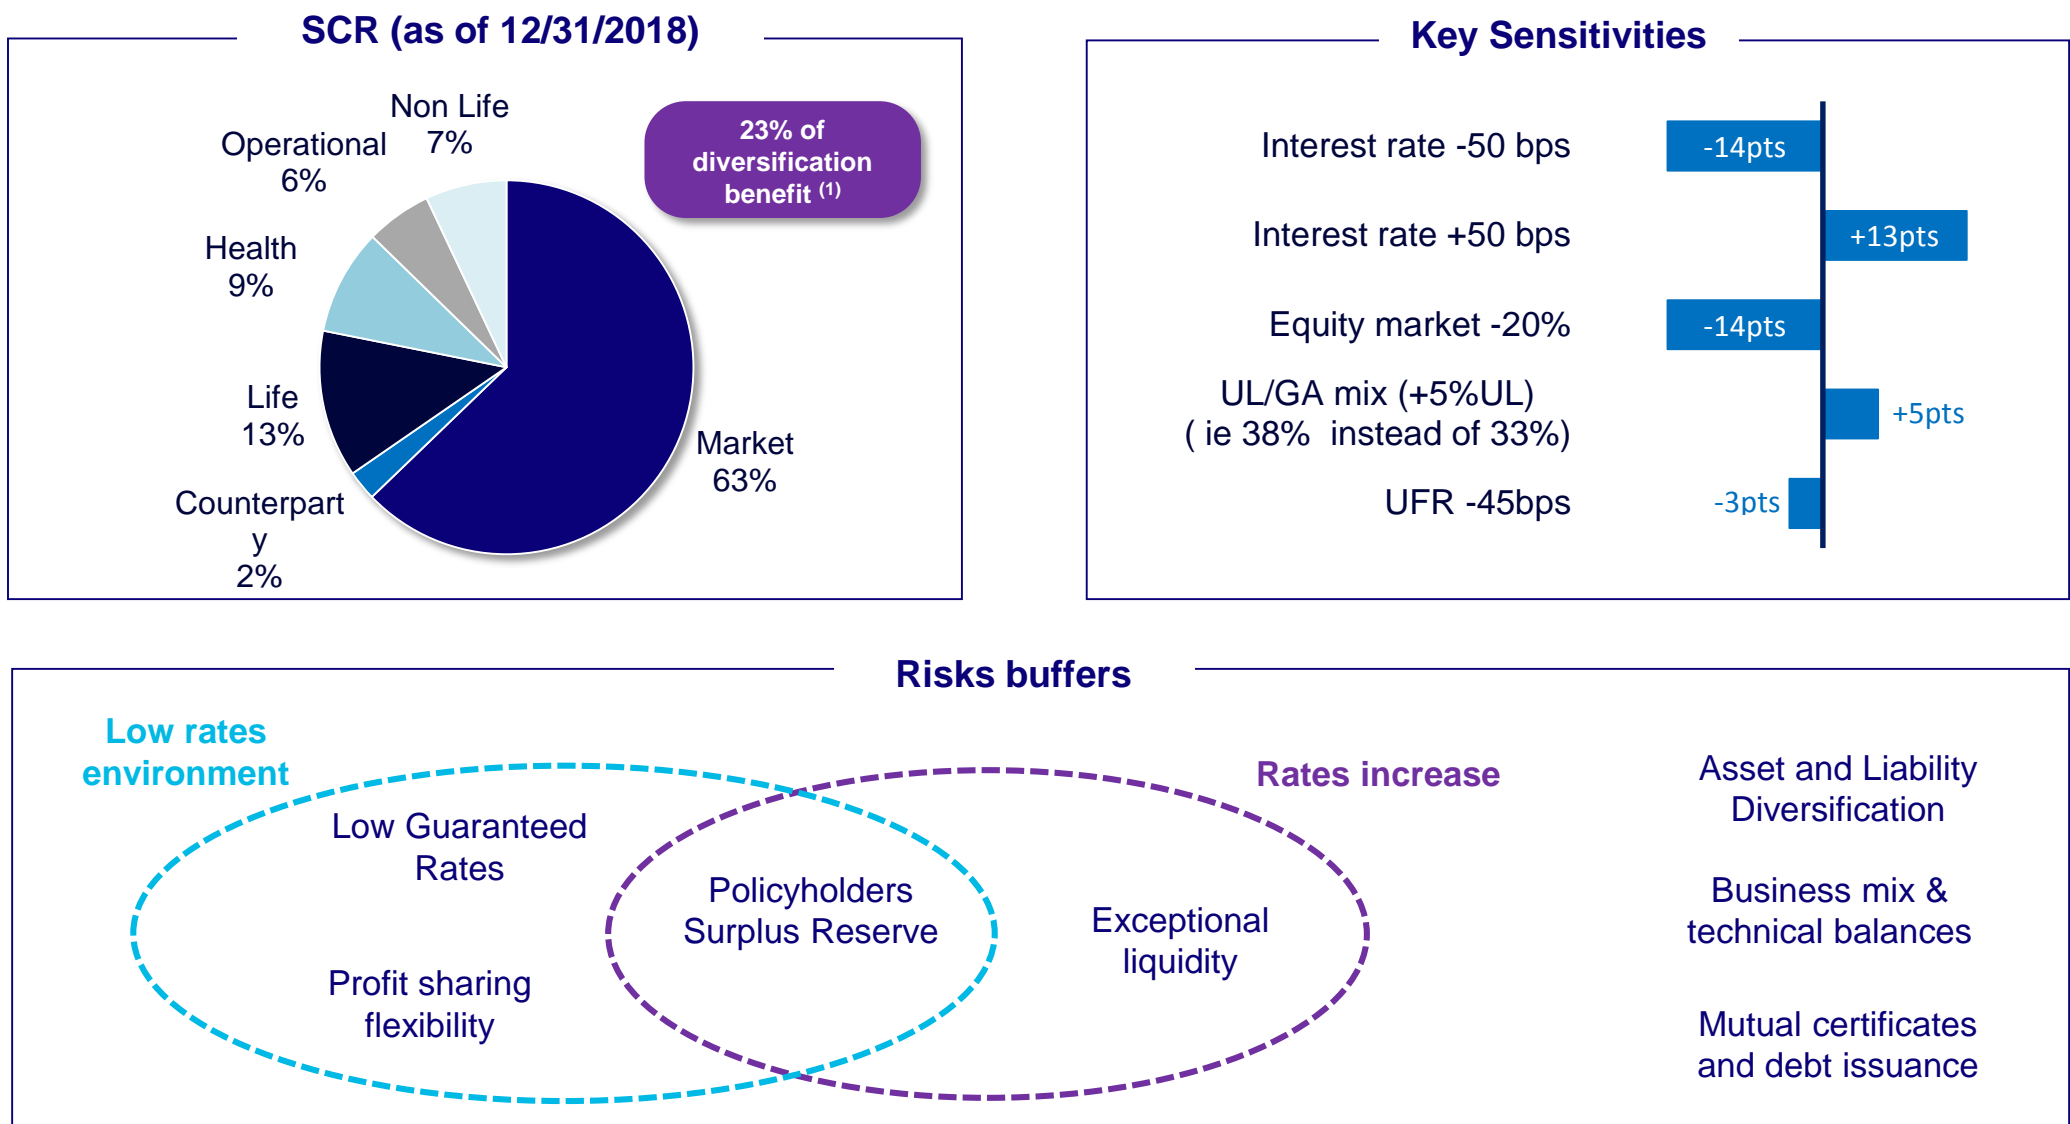 SCR (as of 12/31/2018)
Non Life
7%
Operational
6%
Health
9%
Life
13%
Counterpart
y
2%
Market
63%
23% of
diversification
benefit (1)
Key Sensitivities
Interest rate -50 bps
-14pts
Interest rate +50 bps
+13pts
Equity market -20%
-14pts
UL/GA mix (+5%UL)
( ie 38%  instead of 33%)
+5pts
UFR -45bps
-3pts
Risks buffers
Low rates
environment
Low Guaranteed
Rates
Profit sharing
flexibility
Policyholders
Surplus Reserve
Rates increase
Exceptional
liquidity
Asset and Liability
Diversification
Business mix &
technical balances
Mutual certificates
and debt issuance